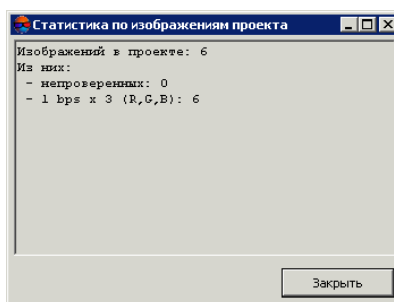 Статистика по изображениям проекта
Изображений в проекте: 6
Из них:
- непроверенных: 0
- 1 bps x 3 (R,G,B): 6
Закрыть